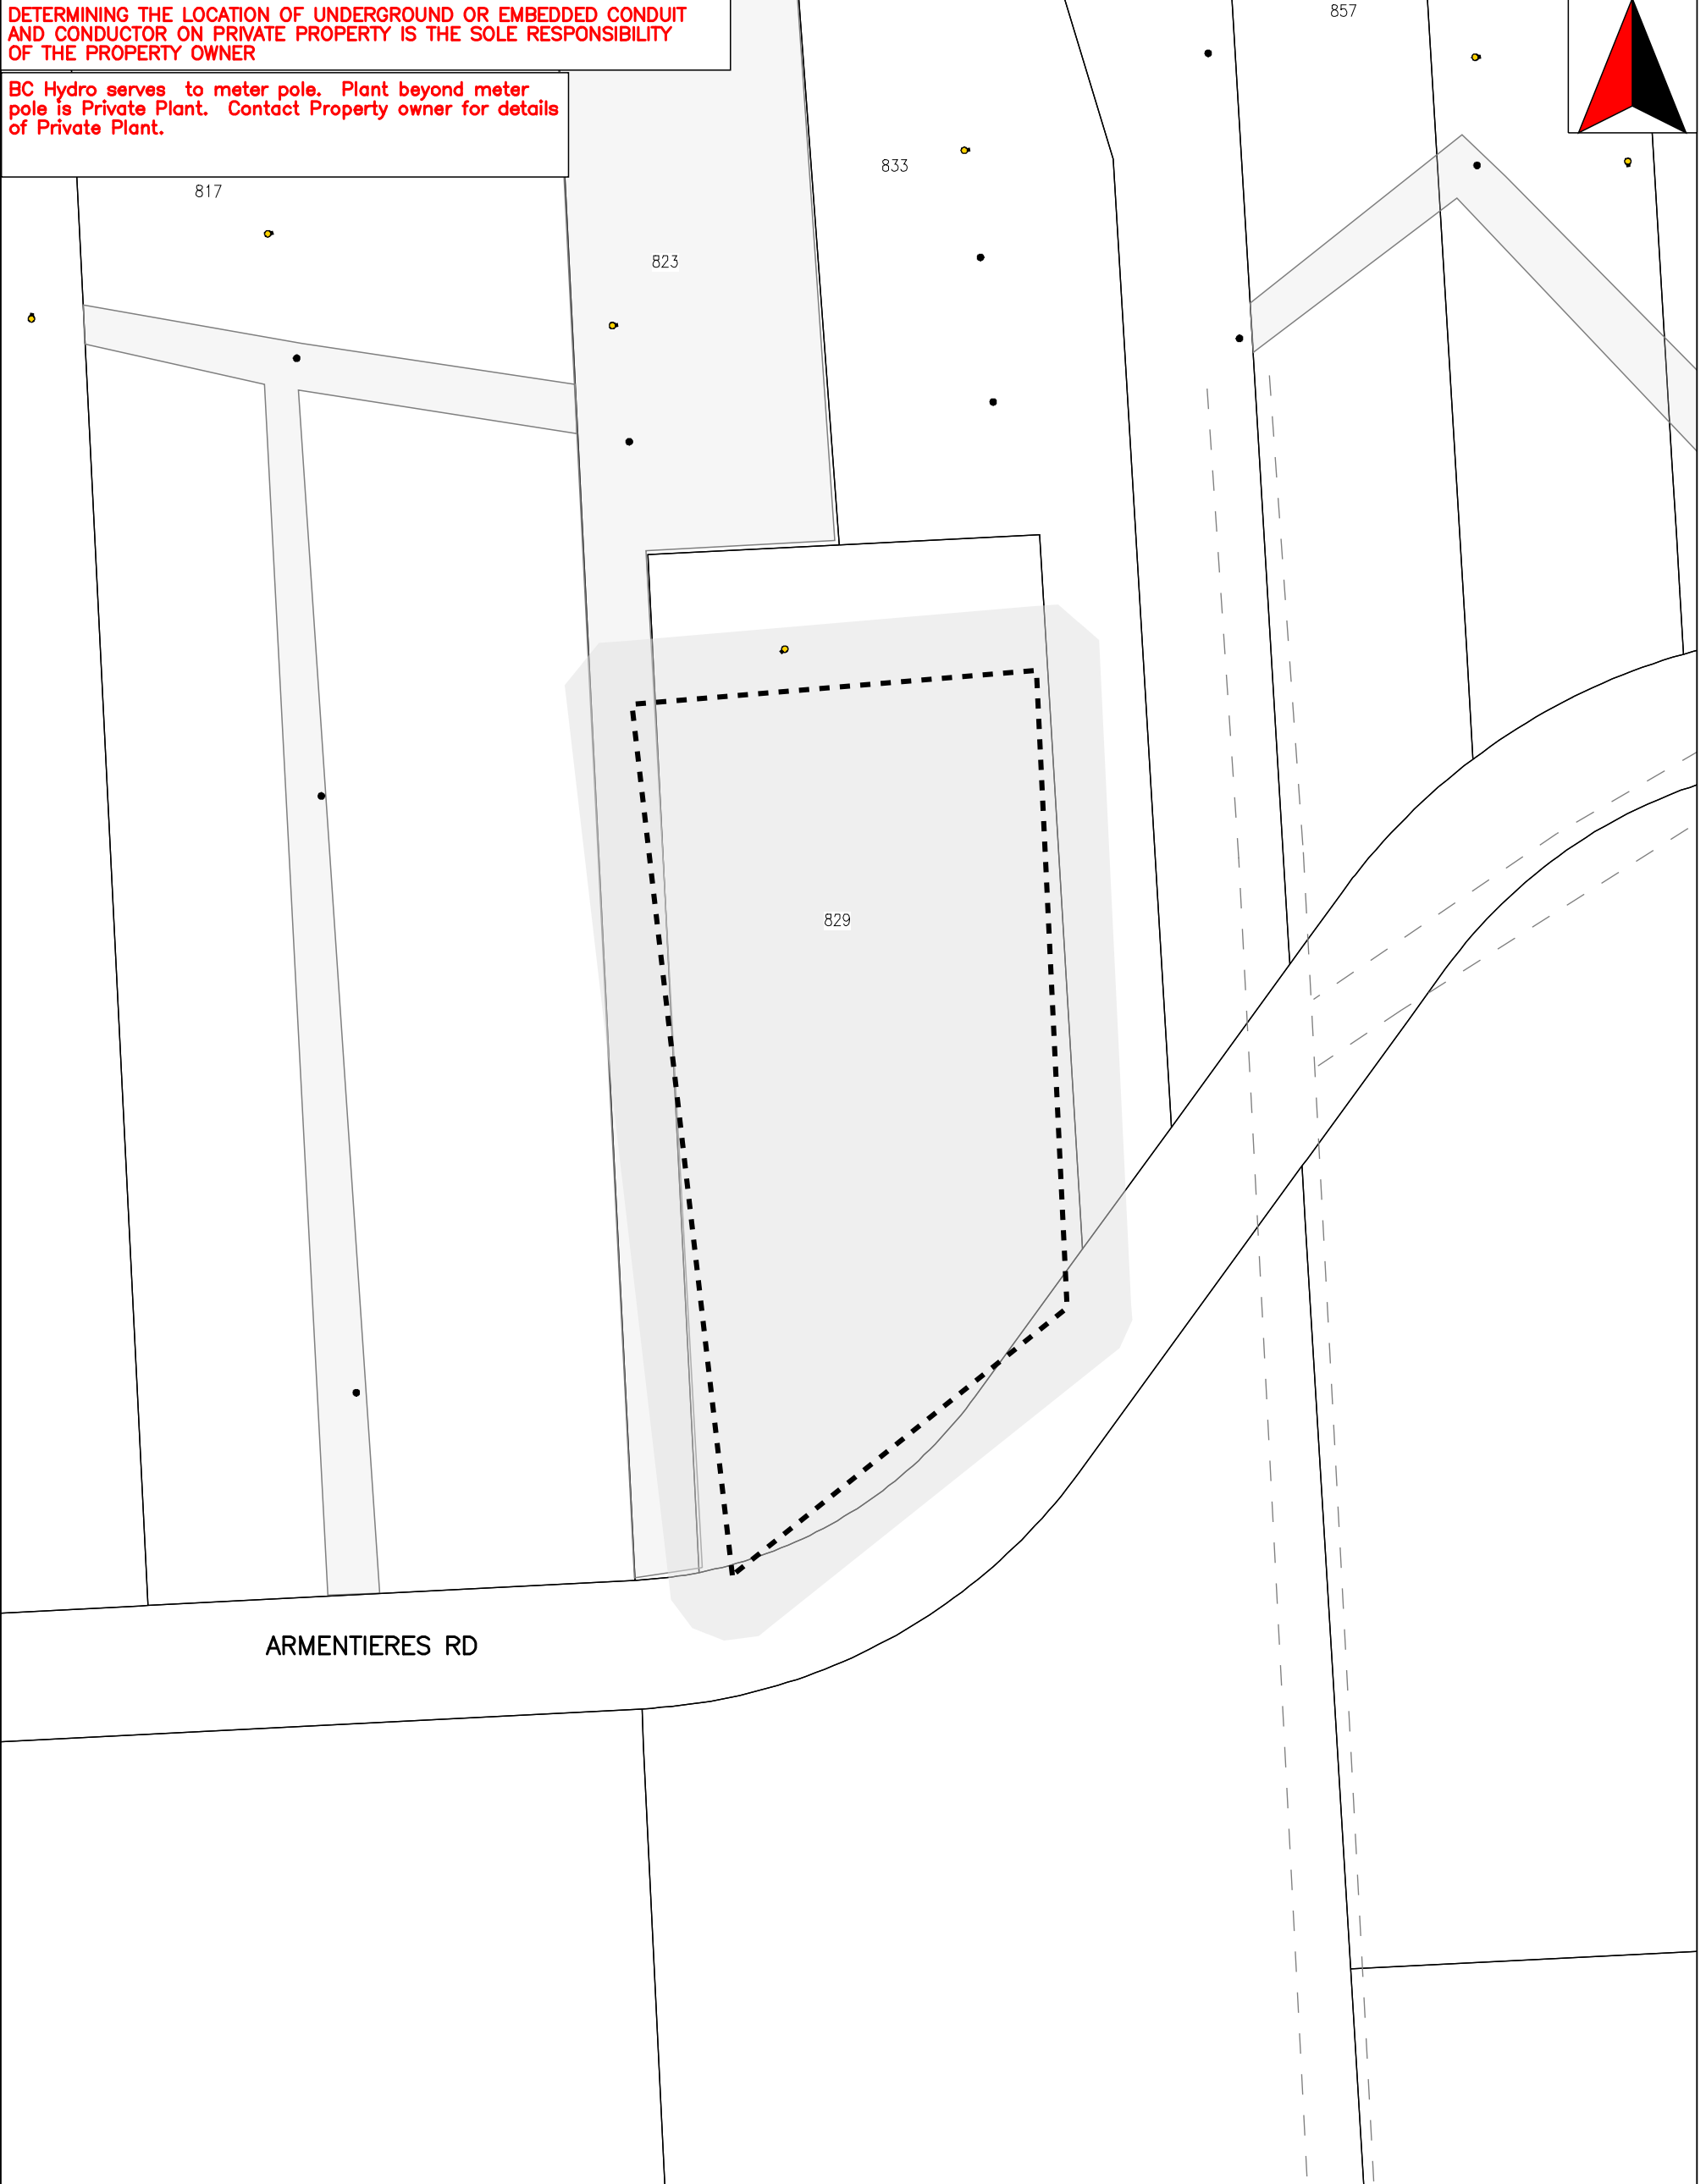 DETERMINING THE LOCATION OF UNDERGROUND OR EMBEDDED CONDUIT
AND CONDUCTOR ON PRIVATE PROPERTY IS THE SOLE RESPONSIBILITY
OF THE PROPERTY OWNER
BC Hydro serves  to meter pole.  Plant beyond meter
pole is Private Plant.  Contact Property owner for details
of Private Plant.
857
833
817
823
829
ARMENTIERES RD